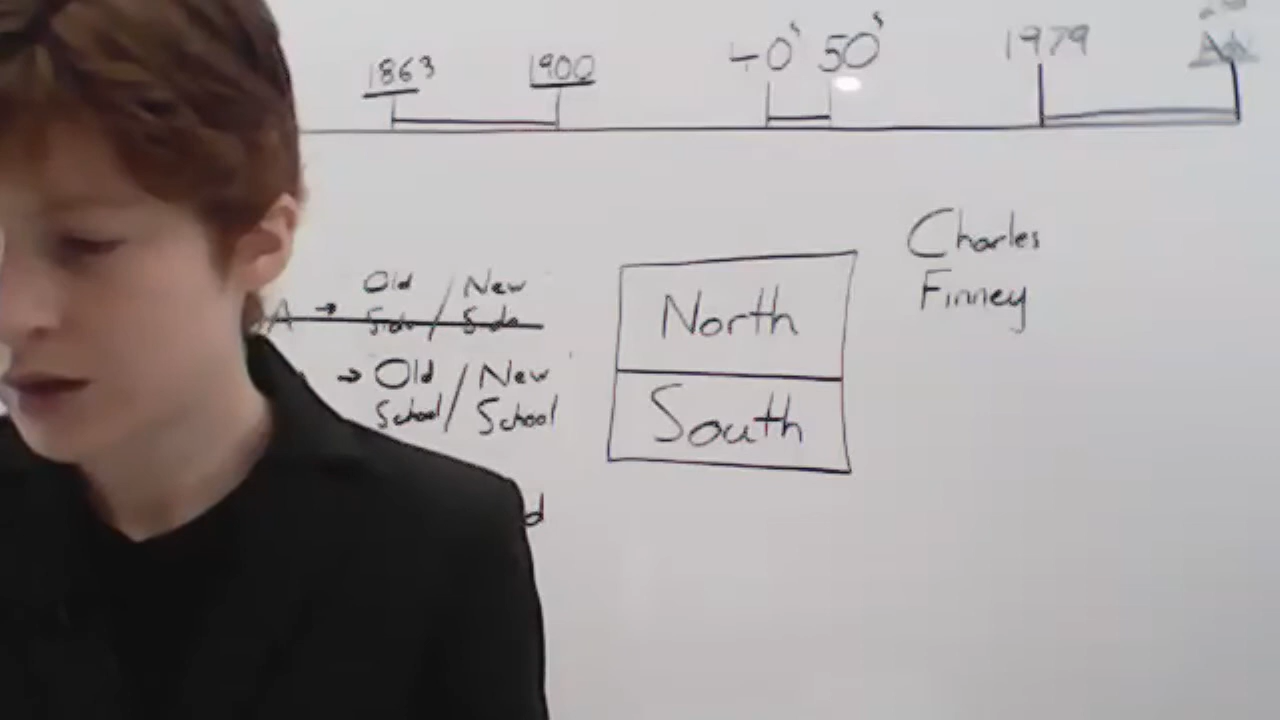 1863 1900 40's 50's 1979
Charles
Finney
A → Old / New
Side / Side
→ Old / New
School / School
North
South
d